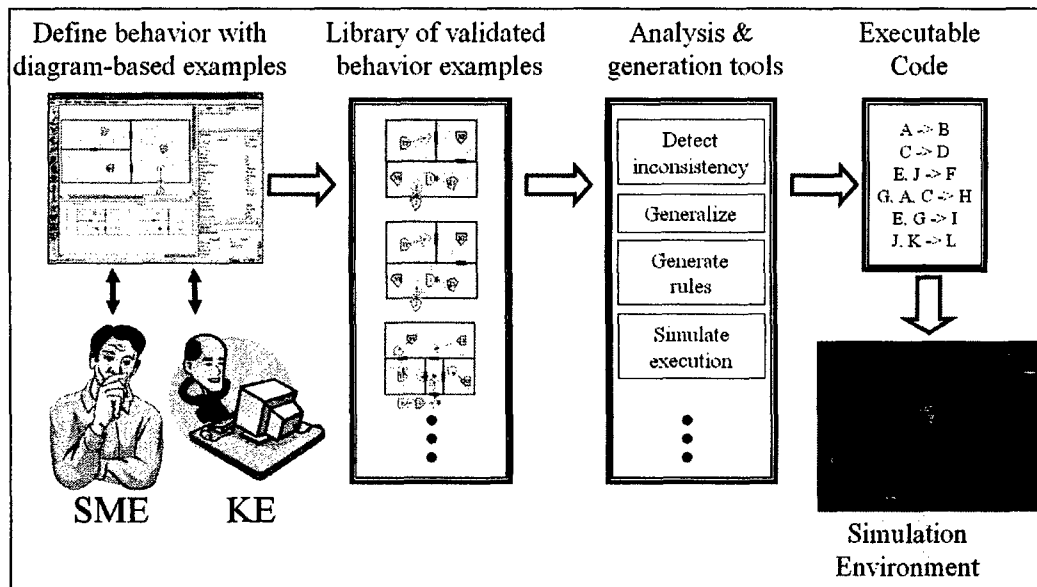 Define behavior with
diagram-based examples
Library of validated
behavior examples
Analysis &
generation tools
Executable
Code
Detect
inconsistency
Generalize
Generate
rules
Simulate
execution
A -> B
C -> D
E, J -> F
G, A, C -> H
E, G -> I
J, K -> L
SME
KE
Simulation
Environment